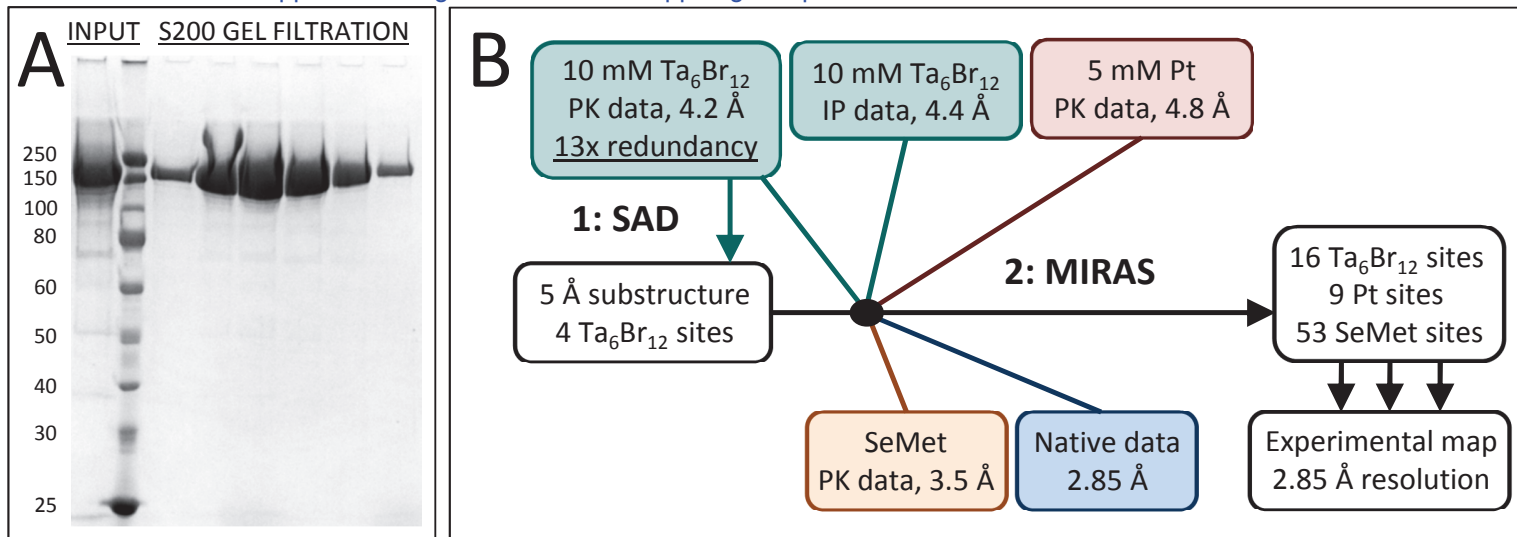 INPUT S200 GEL FILTRATION
A
250
150
100
80
60
50
40
30
25
B
10 mM Ta₆Br₁₂
PK data, 4.2 Å
13x redundancy
10 mM Ta₆Br₁₂
IP data, 4.4 Å
5 mM Pt
PK data, 4.8 Å
1: SAD
5 Å substructure
4 Ta₆Br₁₂ sites
2: MIRAS
16 Ta₆Br₁₂ sites
9 Pt sites
53 SeMet sites
SeMet
PK data, 3.5 Å
Native data
2.85 Å
Experimental map
2.85 Å resolution